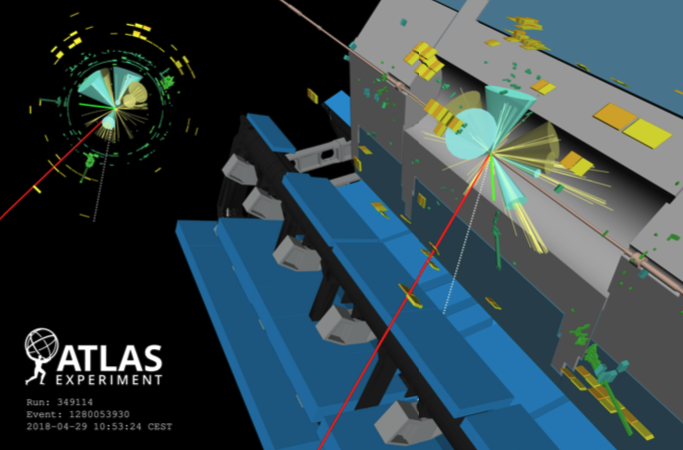 ATLAS
EXPERIMENT
Run: 349114
Event: 1280053930
2018-04-29 10:53:24 CEST